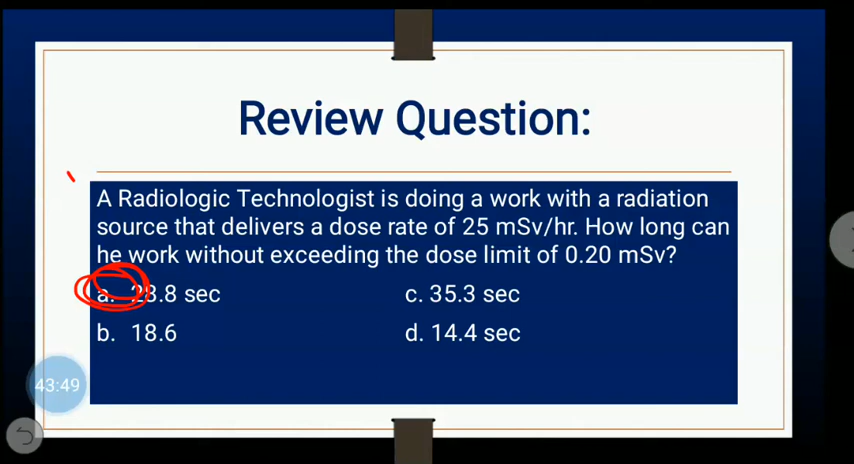 Review Question:
A Radiologic Technologist is doing a work with a radiation
source that delivers a dose rate of 25 mSv/hr. How long can
he work without exceeding the dose limit of 0.20 mSv?
a. 28.8 sec
c. 35.3 sec
b. 18.6
d. 14.4 sec
43:49